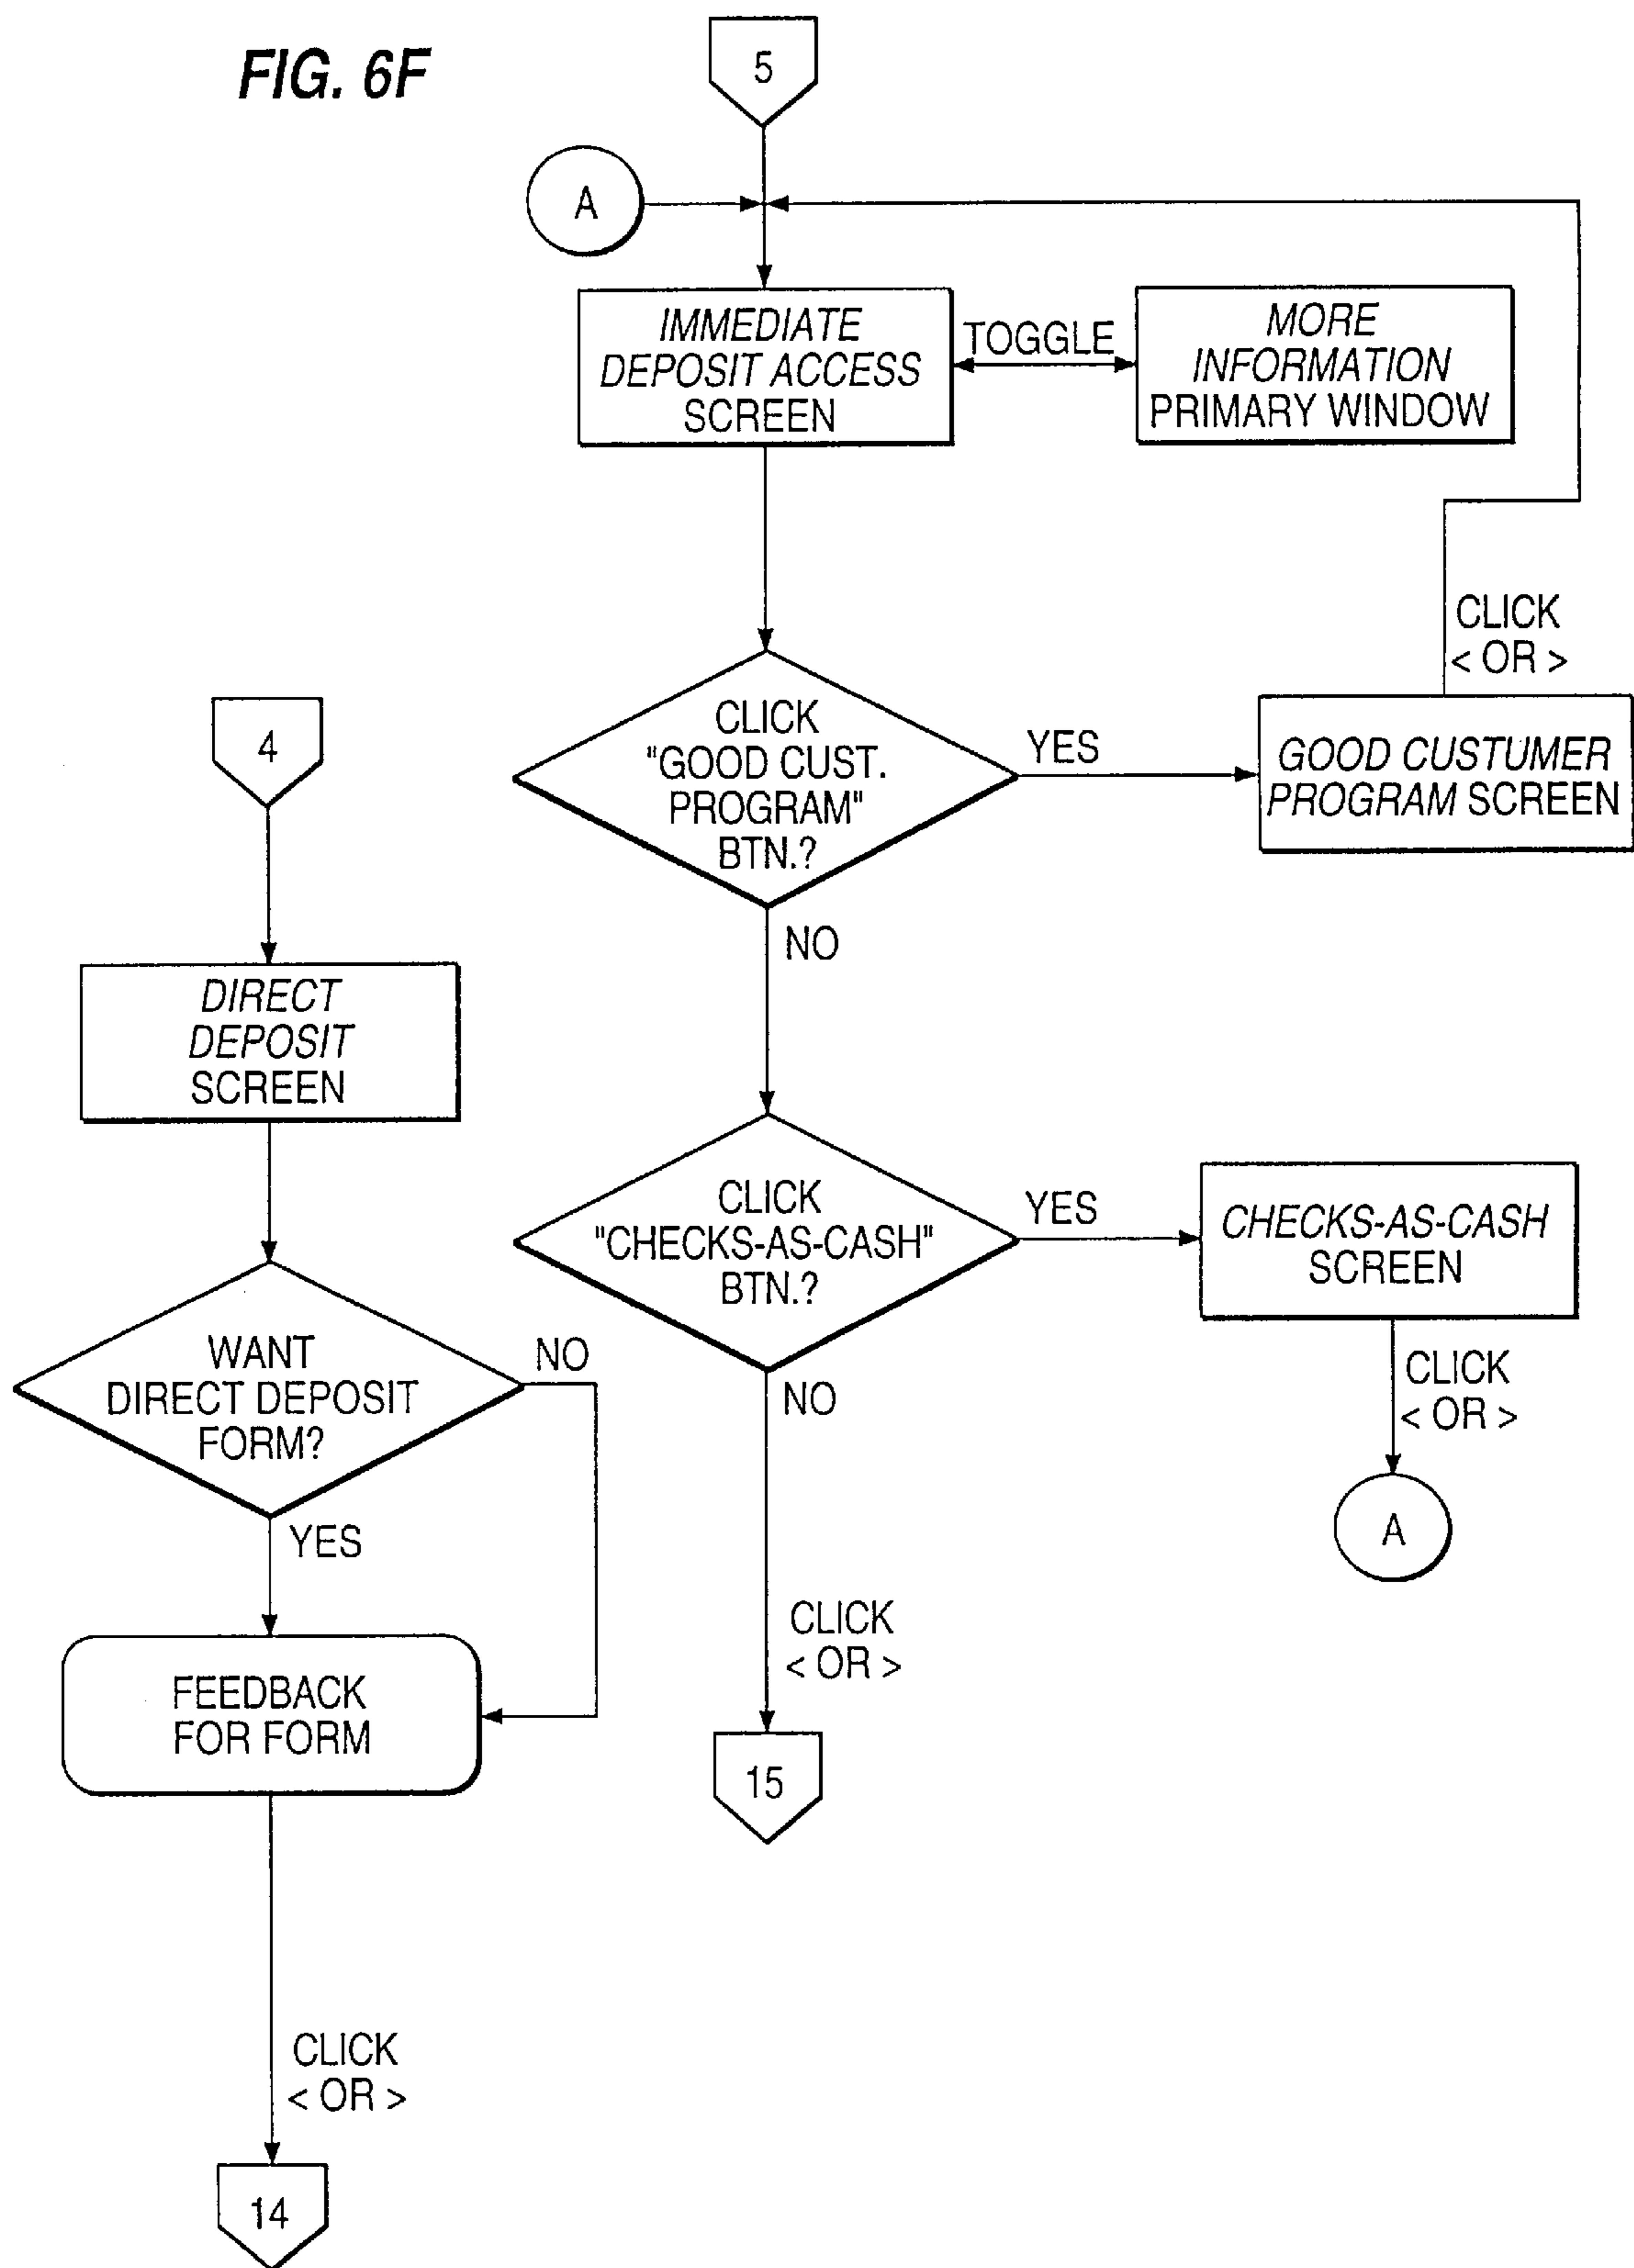 FIG. 6F
5
A
IMMEDIATE
DEPOSIT ACCESS
SCREEN
TOGGLE
MORE
INFORMATION
PRIMARY WINDOW
CLICK
< OR >
CLICK
"GOOD CUST.
PROGRAM"
BTN.?
YES
GOOD CUSTUMER
PROGRAM SCREEN
NO
CLICK
"CHECKS-AS-CASH"
BTN.?
YES
CHECKS-AS-CASH
SCREEN
CLICK
< OR >
A
NO
CLICK
< OR >
15
4
DIRECT
DEPOSIT
SCREEN
WANT
DIRECT DEPOSIT
FORM?
NO
YES
FEEDBACK
FOR FORM
CLICK
< OR >
14